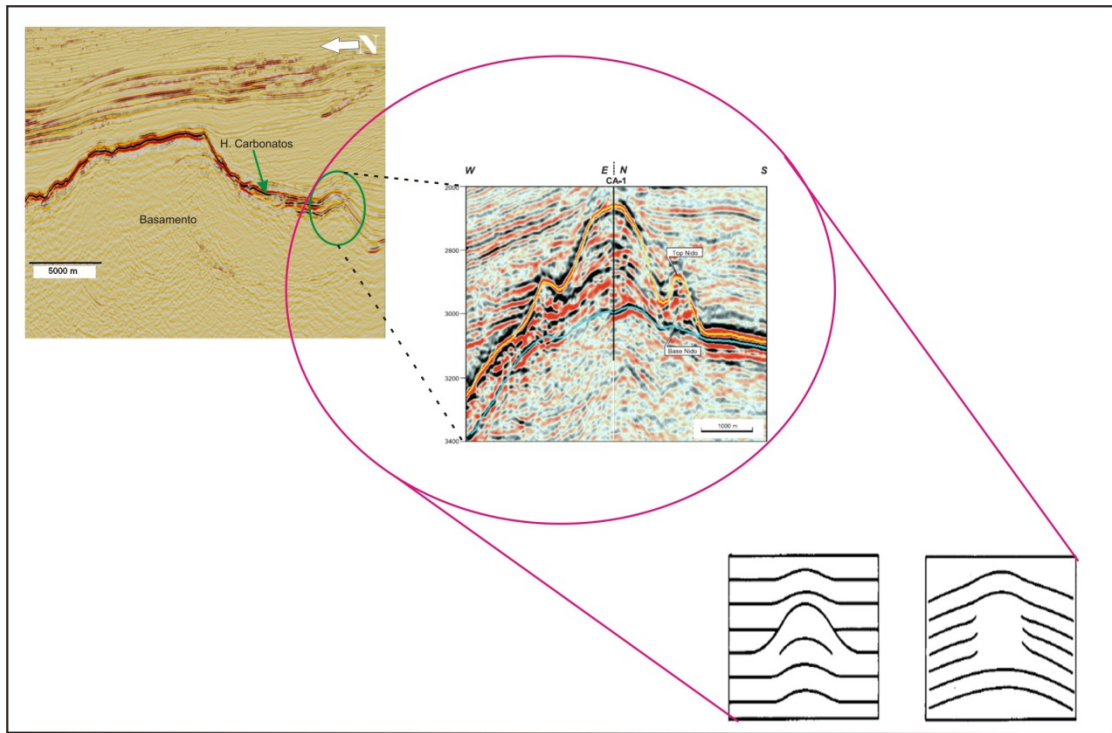 N
H. Carbonatos
Basamento
5000 m
W E N S
CA-1
2600
2800
3000
3200
3400
Top Nido
Base Nido
1000 m